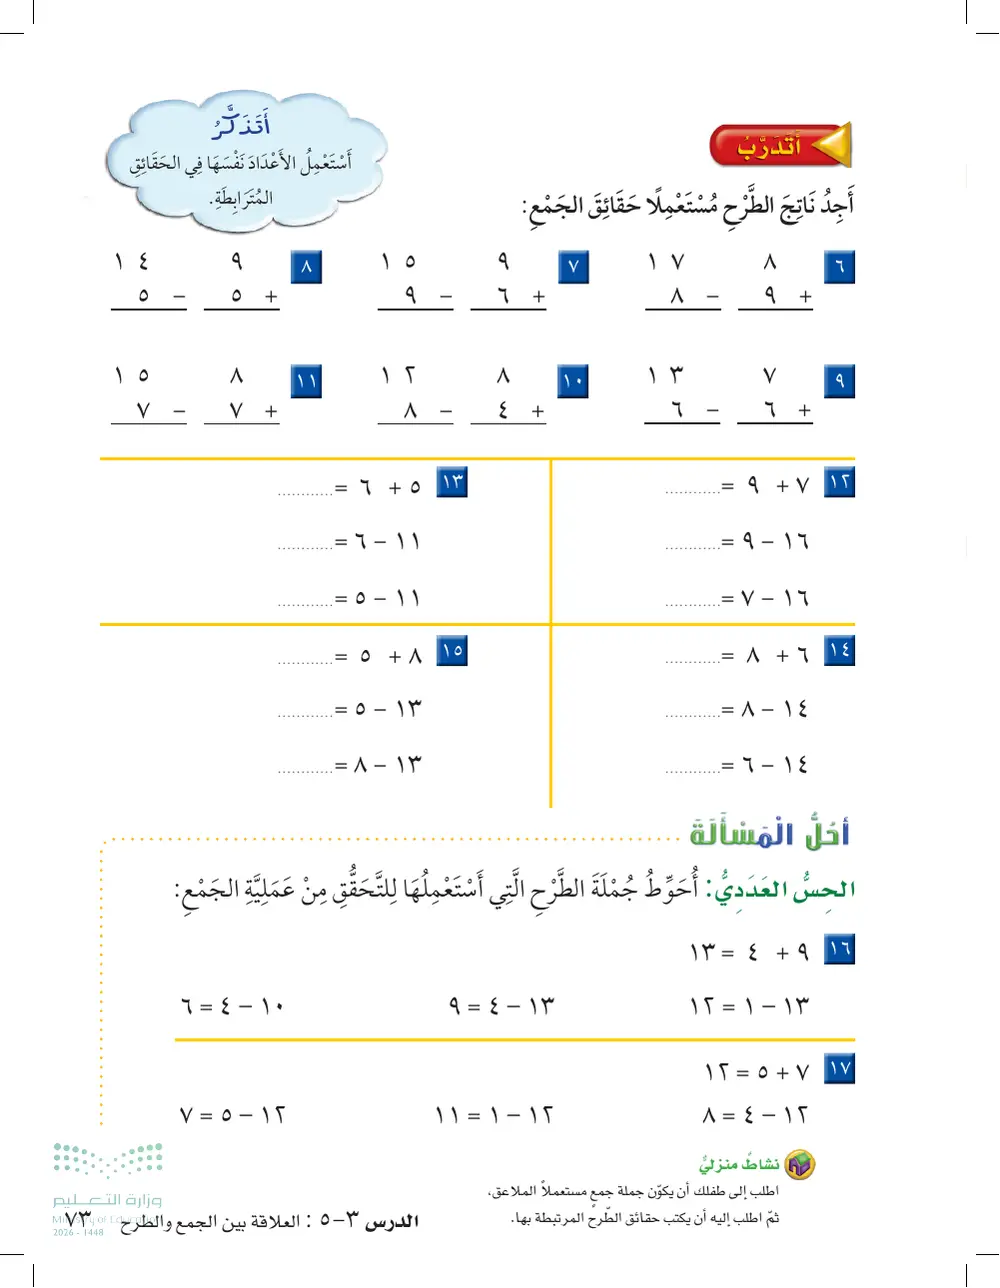 أَتَدَرَّبُ
أَتَذَكَّرُ
أَسْتَعْمِلُ الأَعْدَادَ نَفْسَهَا فِي الحَقَائِقِ
المُتَرَابِطَةِ.
أَجِدُ نَاتِجَ الطَّرْحِ مُسْتَعْمِلًا حَقَائِقَ الجَمْعِ:
٦ ٨ ١٧ ٧ ٩ ١٥ ٨ ٩ ١٤
+ ٩ − ٨ + ٦ − ٩ + ٥ − ٥
٩ ٧ ١٣ ١٠ ٨ ١٢ ١١ ٨ ١٥
+ ٦ − ٦ + ٤ − ٨ + ٧ − ٧
١٢ ٧ + ٩ = ............
١٦ − ٩ = ............
١٦ − ٧ = ............
١٣ ٥ + ٦ = ............
١١ − ٦ = ............
١١ − ٥ = ............
١٤ ٦ + ٨ = ............
١٤ − ٨ = ............
١٤ − ٦ = ............
١٥ ٨ + ٥ = ............
١٣ − ٥ = ............
١٣ − ٨ = ............
أَحُلُّ الْمَسْأَلَةَ
الحِسُّ العَدَدِيُّ: أُحَوِّطُ جُمْلَةَ الطَّرْحِ الَّتِي أَسْتَعْمِلُهَا لِلتَّحَقُّقِ مِنْ عَمَلِيَّةِ الجَمْعِ:
١٦ ٩ + ٤ = ١٣
١٣ − ١ = ١٢ ١٣ − ٤ = ٩ ١٠ − ٤ = ٦
١٧ ٧ + ٥ = ١٢
١٢ − ٤ = ٨ ١٢ − ١ = ١١ ١٢ − ٥ = ٧
نشاطٌ منزليٌّ
اطلب إلى طفلك أن يكوّن جملة جمعٍ مستعملاً الملاعق،
ثمّ اطلب إليه أن يكتب حقائق الطّرح المرتبطة بها.
الدرس ٣-٥ : العلاقة بين الجمع والطرح ٧٣
وزارة التعليم
Ministry of Education
2026 - 1448